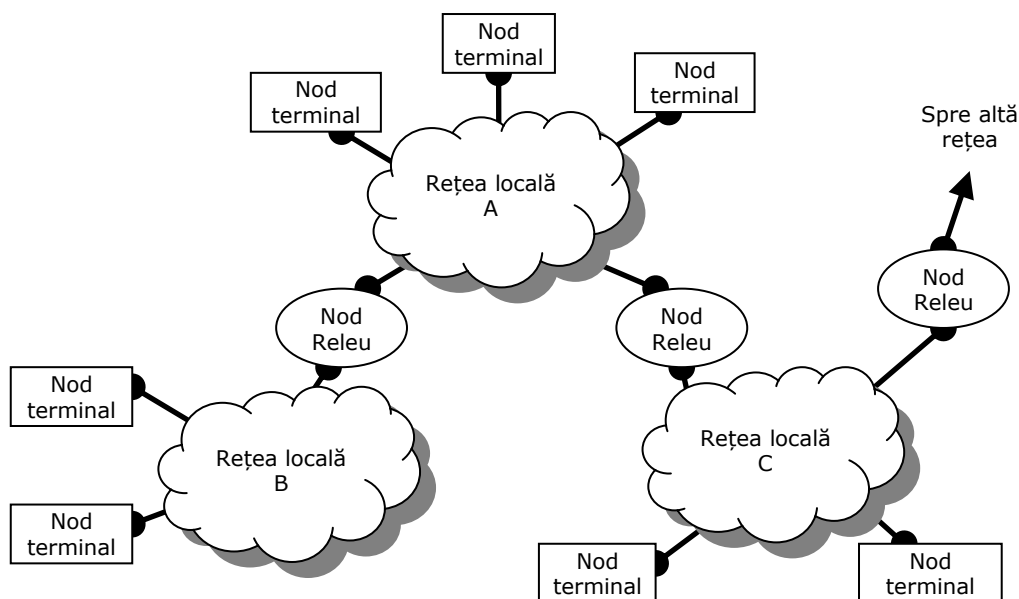 Nod
terminal
Nod
terminal
Nod
terminal
Spre altă
rețea
Rețea locală
A
Nod
Releu
Nod
Releu
Nod
Releu
Nod
terminal
Rețea locală
B
Rețea locală
C
Nod
terminal
Nod
terminal
Nod
terminal